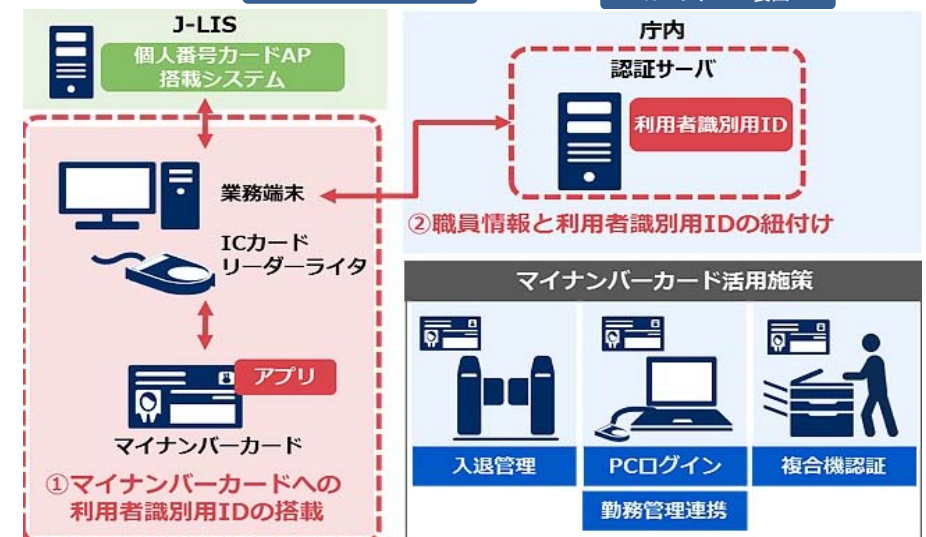 J-LIS
個人番号カードAP
搭載システム
業務端末
ICカード
リーダーライタ
アプリ
マイナンバーカード
①マイナンバーカードへの
利用者識別用IDの搭載
庁内
認証サーバ
利用者識別用ID
②職員情報と利用者識別用IDの紐付け
マイナンバーカード活用施策
入退管理
PCログイン
複合機認証
勤務管理連携